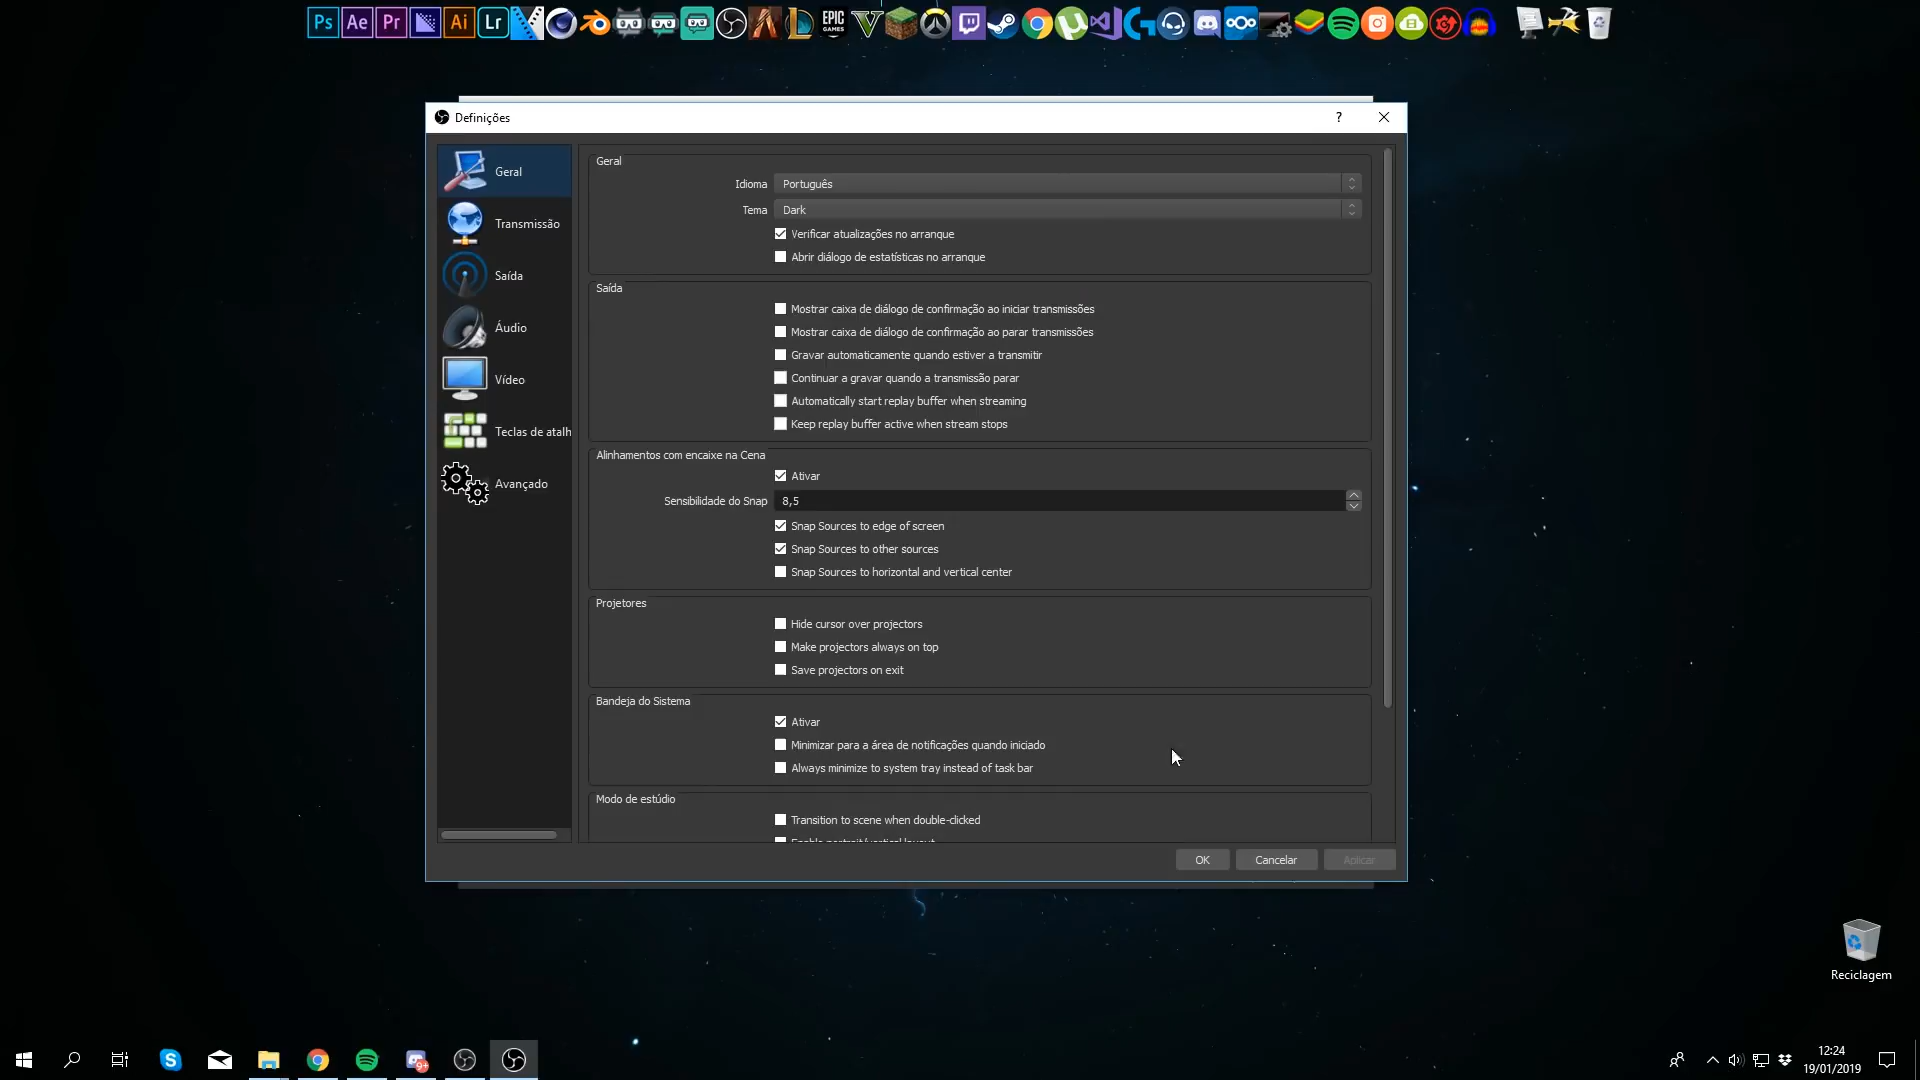 Ps Ae Pr Ai Lr
EPIC
GAMES
Definições
?
Geral
Transmissão
Saída
Áudio
Vídeo
Teclas de atalh
Avançado
Geral
Idioma Português
Tema Dark
Verificar atualizações no arranque
Abrir diálogo de estatísticas no arranque
Saída
Mostrar caixa de diálogo de confirmação ao iniciar transmissões
Mostrar caixa de diálogo de confirmação ao parar transmissões
Gravar automaticamente quando estiver a transmitir
Continuar a gravar quando a transmissão parar
Automatically start replay buffer when streaming
Keep replay buffer active when stream stops
Alinhamentos com encaixe na Cena
Ativar
Sensibilidade do Snap 8,5
Snap Sources to edge of screen
Snap Sources to other sources
Snap Sources to horizontal and vertical center
Projetores
Hide cursor over projectors
Make projectors always on top
Save projectors on exit
Bandeja do Sistema
Ativar
Minimizar para a área de notificações quando iniciado
Always minimize to system tray instead of task bar
Modo de estúdio
Transition to scene when double-clicked
Enable portrait/vertical layout
OK Cancelar Aplicar
Reciclagem
9+
12:24
19/01/2019